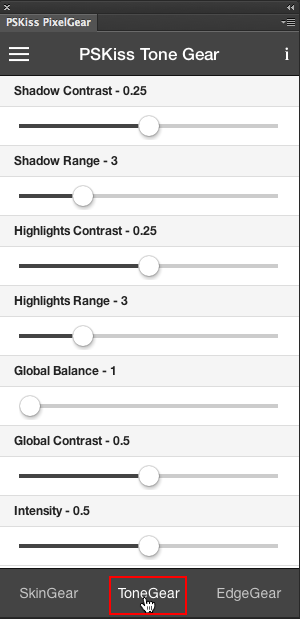 PSKiss PixelGear
PSKiss Tone Gear
Shadow Contrast - 0.25
Shadow Range - 3
Highlights Contrast - 0.25
Highlights Range - 3
Global Balance - 1
Global Contrast - 0.5
Intensity - 0.5
SkinGear ToneGear EdgeGear